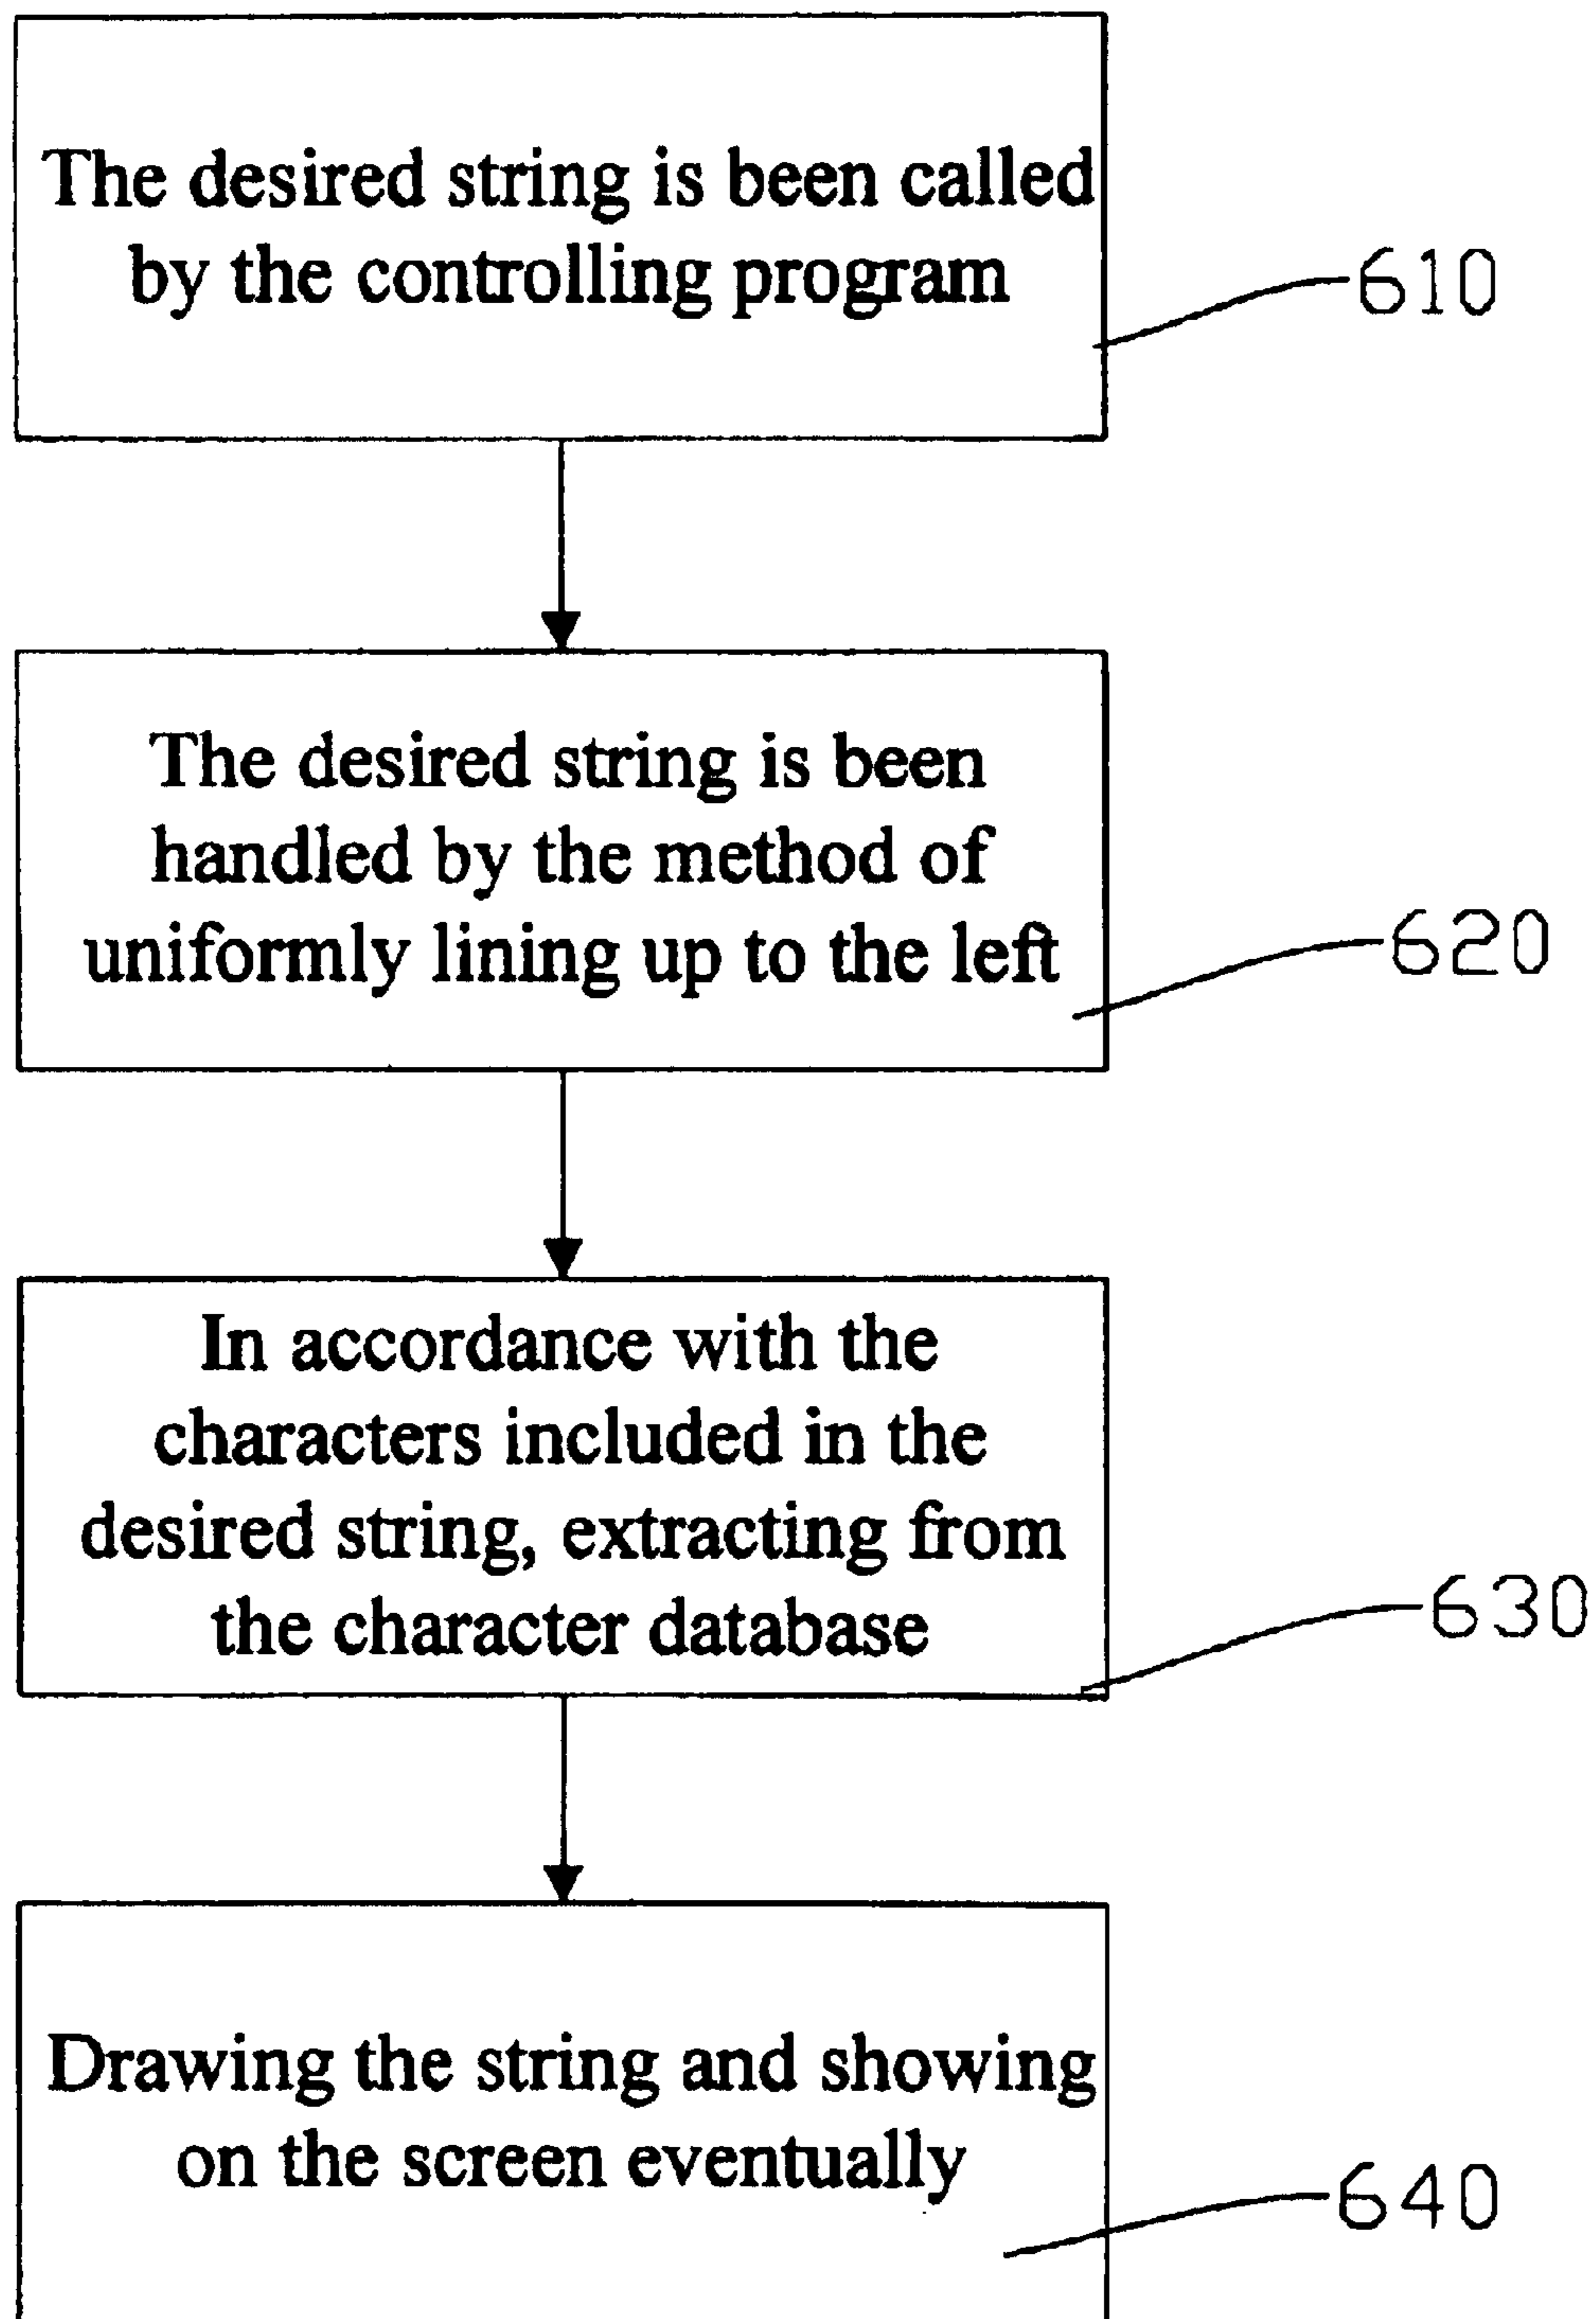 The desired string is been called
by the controlling program
610
The desired string is been
handled by the method of
uniformly lining up to the left
620
In accordance with the
characters included in the
desired string, extracting from
the character database
630
Drawing the string and showing
on the screen eventually
640